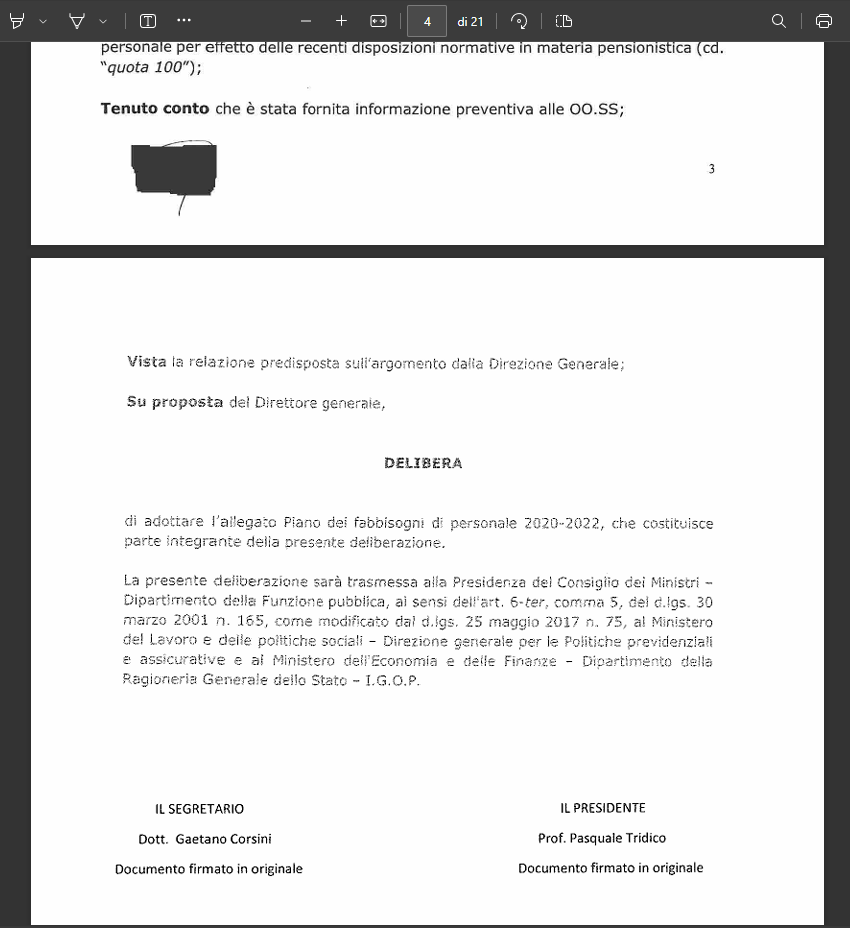 4 di 21
personale per effetto delle recenti disposizioni normative in materia pensionistica (cd.
“quota 100”);
Tenuto conto che è stata fornita informazione preventiva alle OO.SS;
3
Vista la relazione predisposta sull'argomento dalla Direzione Generale;
Su proposta del Direttore generale,
DELIBERA
di adottare l'allegato Piano dei fabbisogni di personale 2020-2022, che costituisce
parte integrante della presente deliberazione.
La presente deliberazione sarà trasmessa alla Presidenza del Consiglio dei Ministri –
Dipartimento della Funzione pubblica, ai sensi dell'art. 6-ter, comma 5, del d.lgs. 30
marzo 2001 n. 165, come modificato dal d.lgs. 25 maggio 2017 n. 75, al Ministero
del Lavoro e delle politiche sociali – Direzione generale per le Politiche previdenziali
e assicurative e al Ministero dell'Economia e delle Finanze – Dipartimento della
Ragioneria Generale dello Stato – I.G.O.P.
IL SEGRETARIO IL PRESIDENTE
Dott. Gaetano Corsini Prof. Pasquale Tridico
Documento firmato in originale Documento firmato in originale